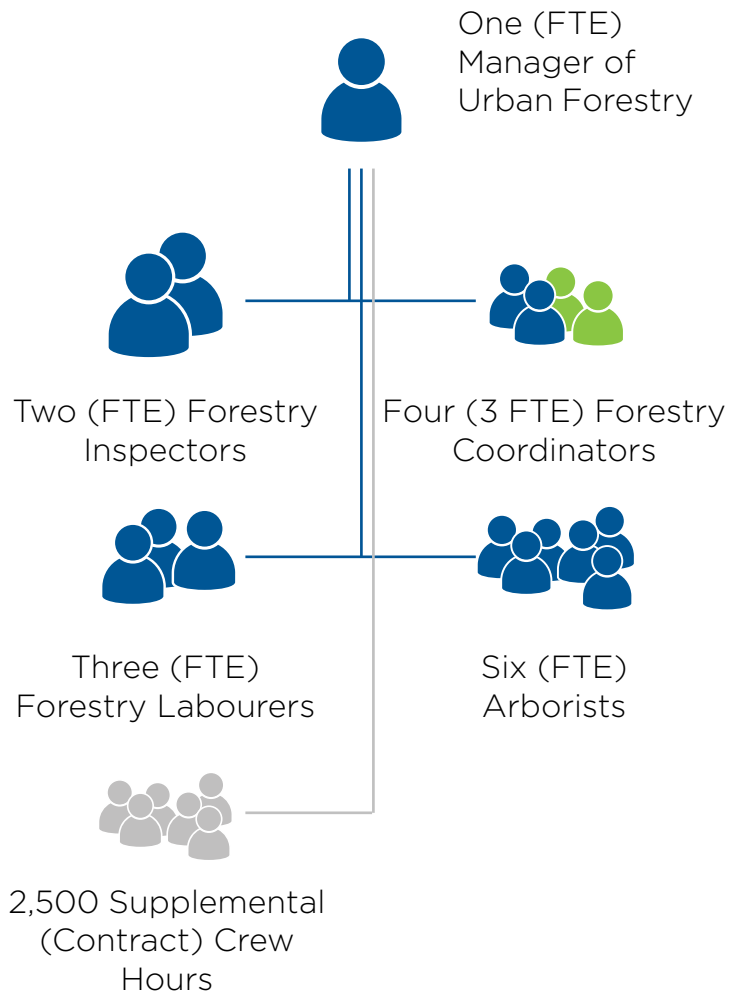 One (FTE)
Manager of
Urban Forestry
Two (FTE) Forestry
Inspectors
Four (3 FTE) Forestry
Coordinators
Three (FTE)
Forestry Labourers
Six (FTE)
Arborists
2,500 Supplemental
(Contract) Crew
Hours